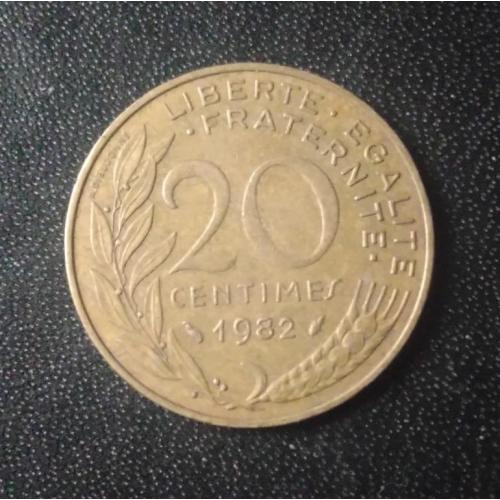 LIBERTE · EGALITE
· FRATERNITE ·
20
CENTIMES
1982